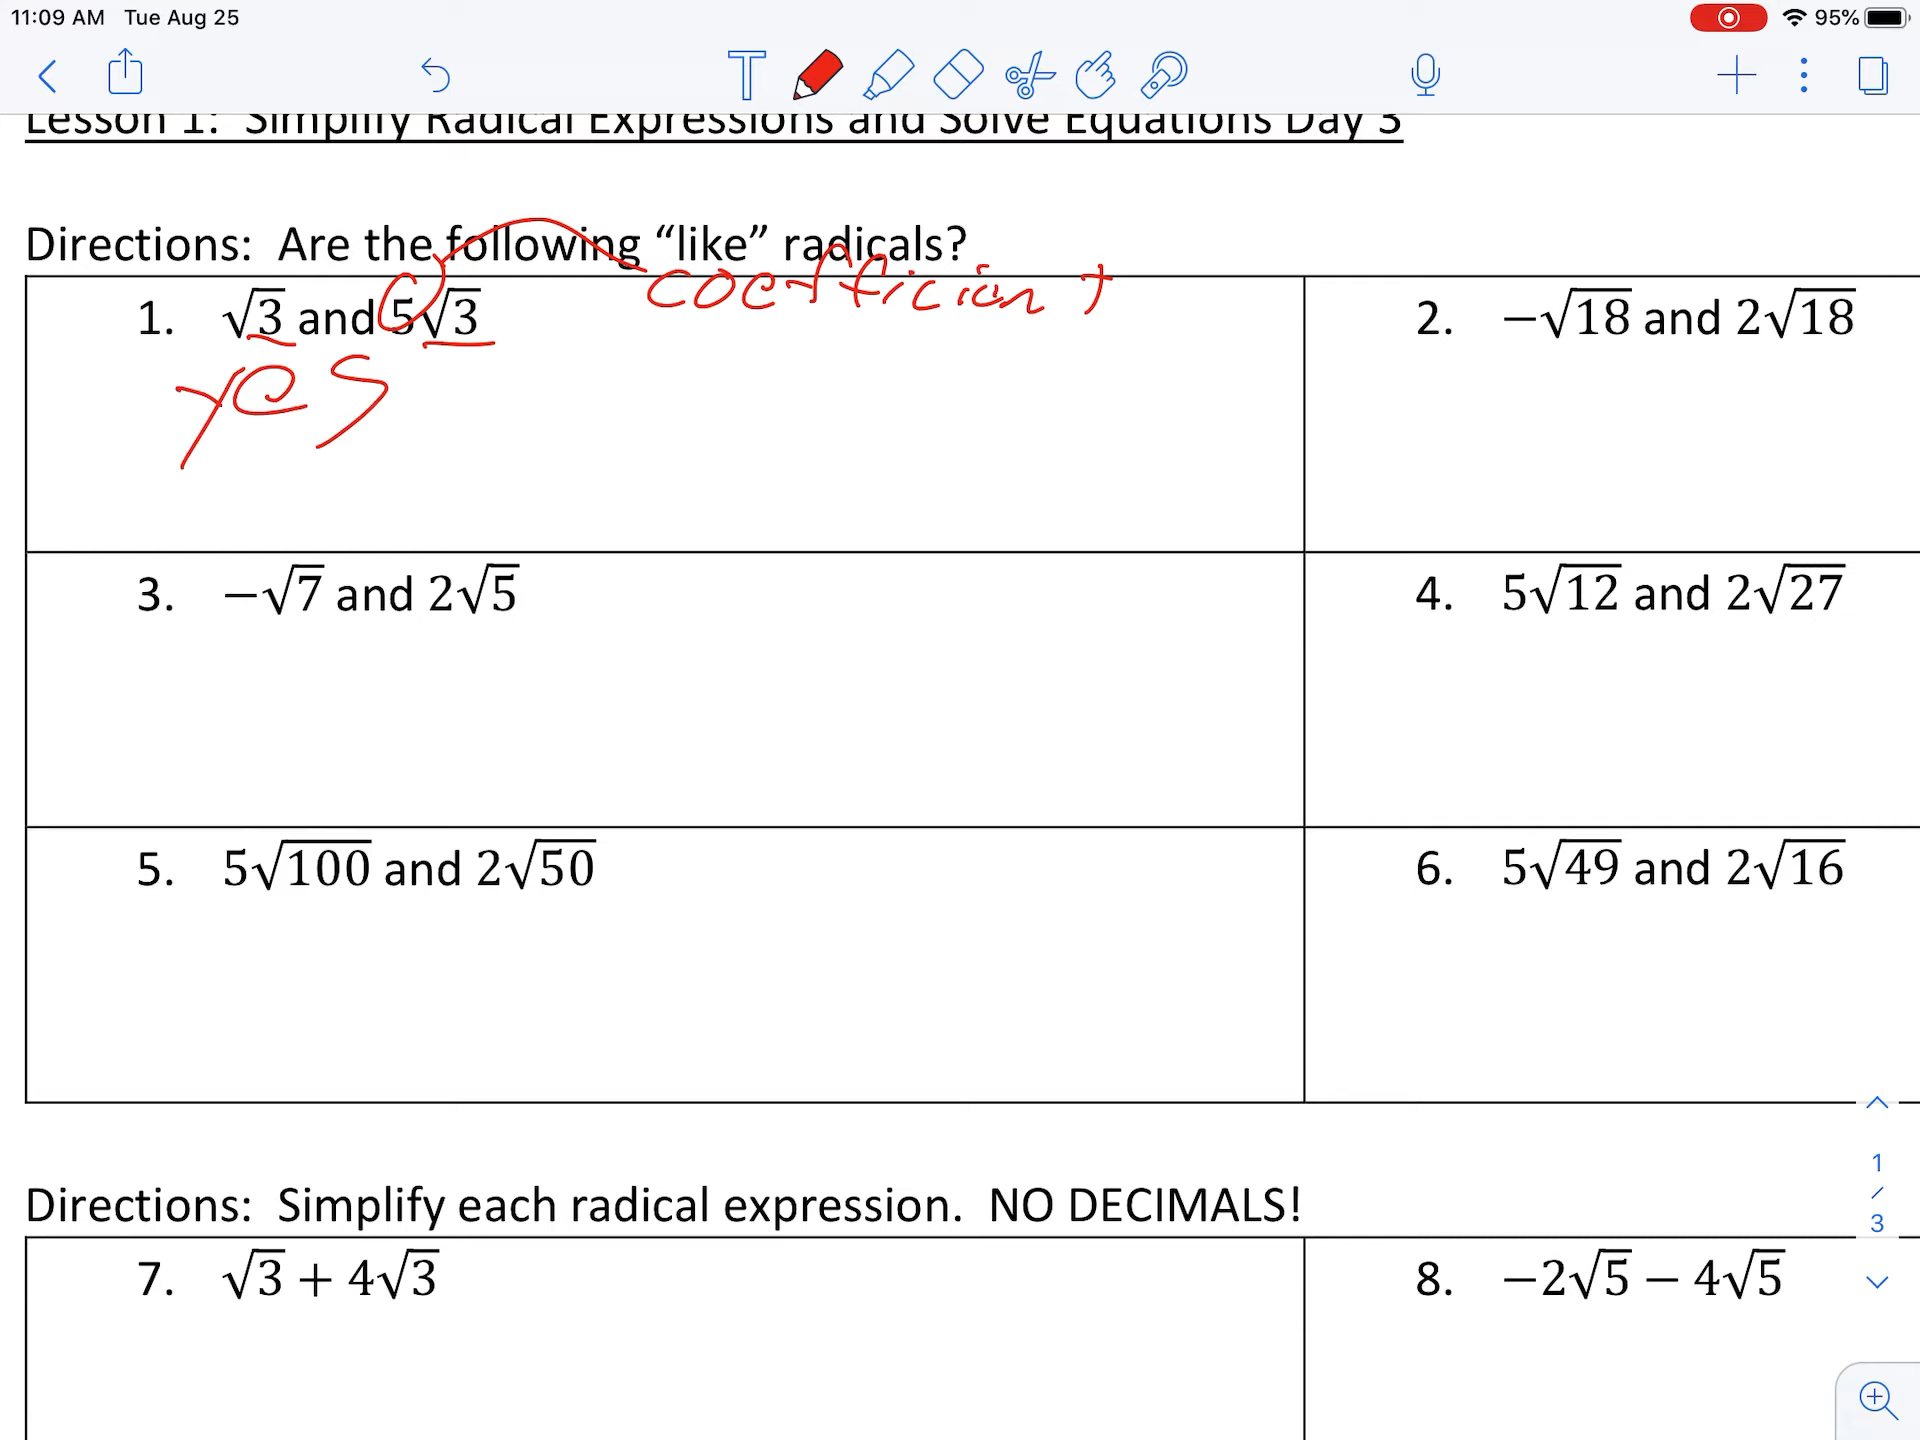 11:09 AM Tue Aug 25
95%
Lesson 1: Simplify Radical Expressions and Solve Equations Day 3
Directions: Are the following “like” radicals?
1. √3 and 5√3
coefficient
yes
2. −√18 and 2√18
3. −√7 and 2√5
4. 5√12 and 2√27
5. 5√100 and 2√50
6. 5√49 and 2√16
Directions: Simplify each radical expression. NO DECIMALS!
7. √3 + 4√3
8. −2√5 − 4√5
1
/
3